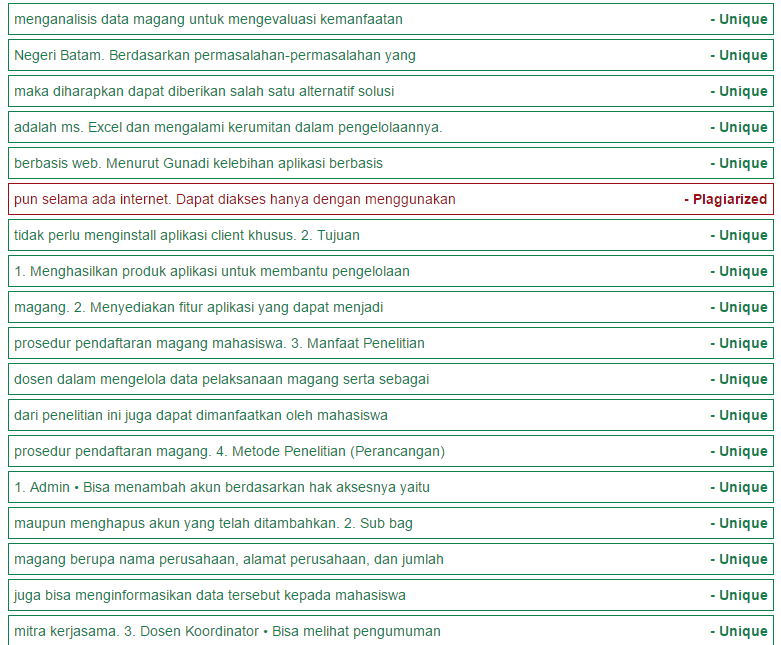 menganalisis data magang untuk mengevaluasi kemanfaatan - Unique
Negeri Batam. Berdasarkan permasalahan-permasalahan yang - Unique
maka diharapkan dapat diberikan salah satu alternatif solusi - Unique
adalah ms. Excel dan mengalami kerumitan dalam pengelolaannya. - Unique
berbasis web. Menurut Gunadi kelebihan aplikasi berbasis - Unique
pun selama ada internet. Dapat diakses hanya dengan menggunakan - Plagiarized
tidak perlu menginstall aplikasi client khusus. 2. Tujuan - Unique
1. Menghasilkan produk aplikasi untuk membantu pengelolaan - Unique
magang. 2. Menyediakan fitur aplikasi yang dapat menjadi - Unique
prosedur pendaftaran magang mahasiswa. 3. Manfaat Penelitian - Unique
dosen dalam mengelola data pelaksanaan magang serta sebagai - Unique
dari penelitian ini juga dapat dimanfaatkan oleh mahasiswa - Unique
prosedur pendaftaran magang. 4. Metode Penelitian (Perancangan) - Unique
1. Admin • Bisa menambah akun berdasarkan hak aksesnya yaitu - Unique
maupun menghapus akun yang telah ditambahkan. 2. Sub bag - Unique
magang berupa nama perusahaan, alamat perusahaan, dan jumlah - Unique
juga bisa menginformasikan data tersebut kepada mahasiswa - Unique
mitra kerjasama. 3. Dosen Koordinator • Bisa melihat pengumuman - Unique